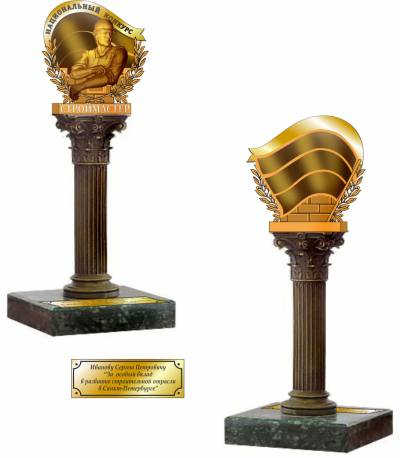 НАЦИОНАЛЬНЫЙ КОНКУРС
СТРОЙМАСТЕР
Иванову Сергею Петровичу
"За особый вклад
в развитие строительной отрасли
в Санкт-Петербурге"